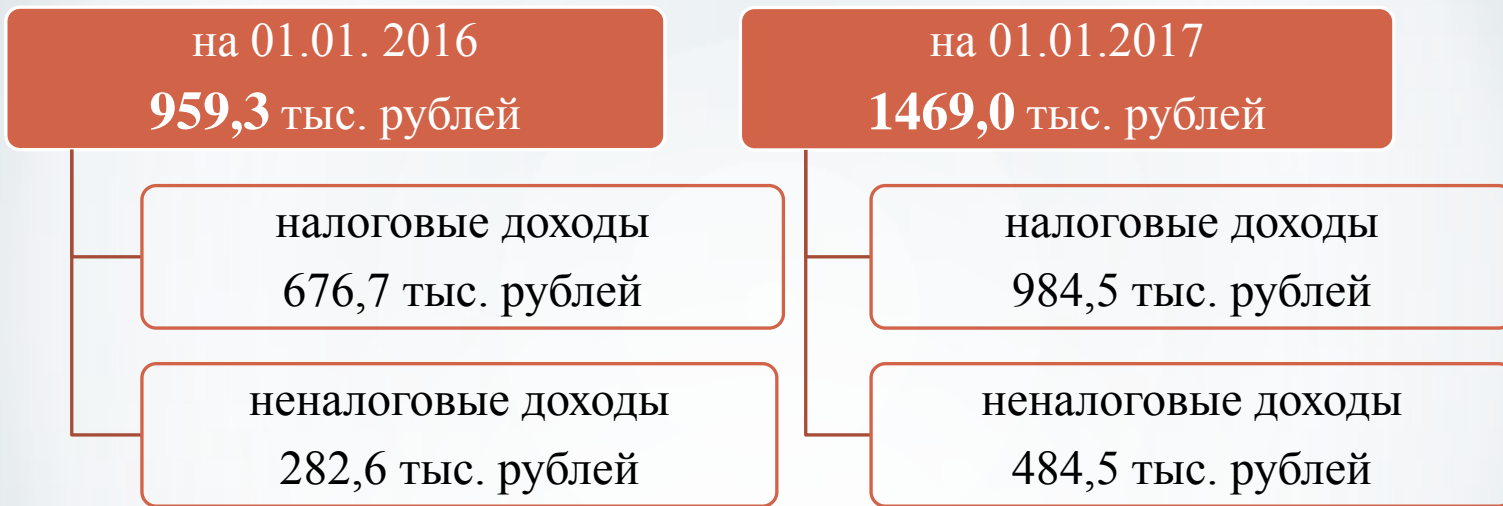 на 01.01. 2016
959,3 тыс. рублей
налоговые доходы
676,7 тыс. рублей
неналоговые доходы
282,6 тыс. рублей
на 01.01.2017
1469,0 тыс. рублей
налоговые доходы
984,5 тыс. рублей
неналоговые доходы
484,5 тыс. рублей